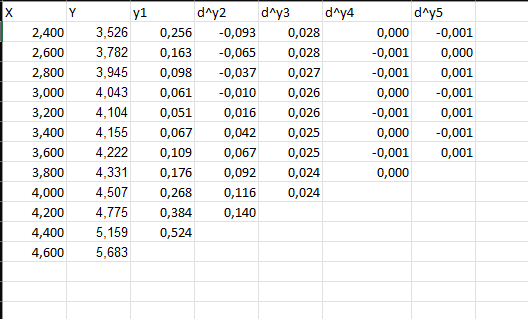 X Y y1 d^y2 d^y3 d^y4 d^y5
2,400 3,526 0,256 -0,093 0,028 0,000 -0,001
2,600 3,782 0,163 -0,065 0,028 -0,001 0,000
2,800 3,945 0,098 -0,037 0,027 -0,001 0,001
3,000 4,043 0,061 -0,010 0,026 0,000 -0,001
3,200 4,104 0,051 0,016 0,026 -0,001 0,001
3,400 4,155 0,067 0,042 0,025 0,000 -0,001
3,600 4,222 0,109 0,067 0,025 -0,001 0,001
3,800 4,331 0,176 0,092 0,024 0,000
4,000 4,507 0,268 0,116 0,024
4,200 4,775 0,384 0,140
4,400 5,159 0,524
4,600 5,683